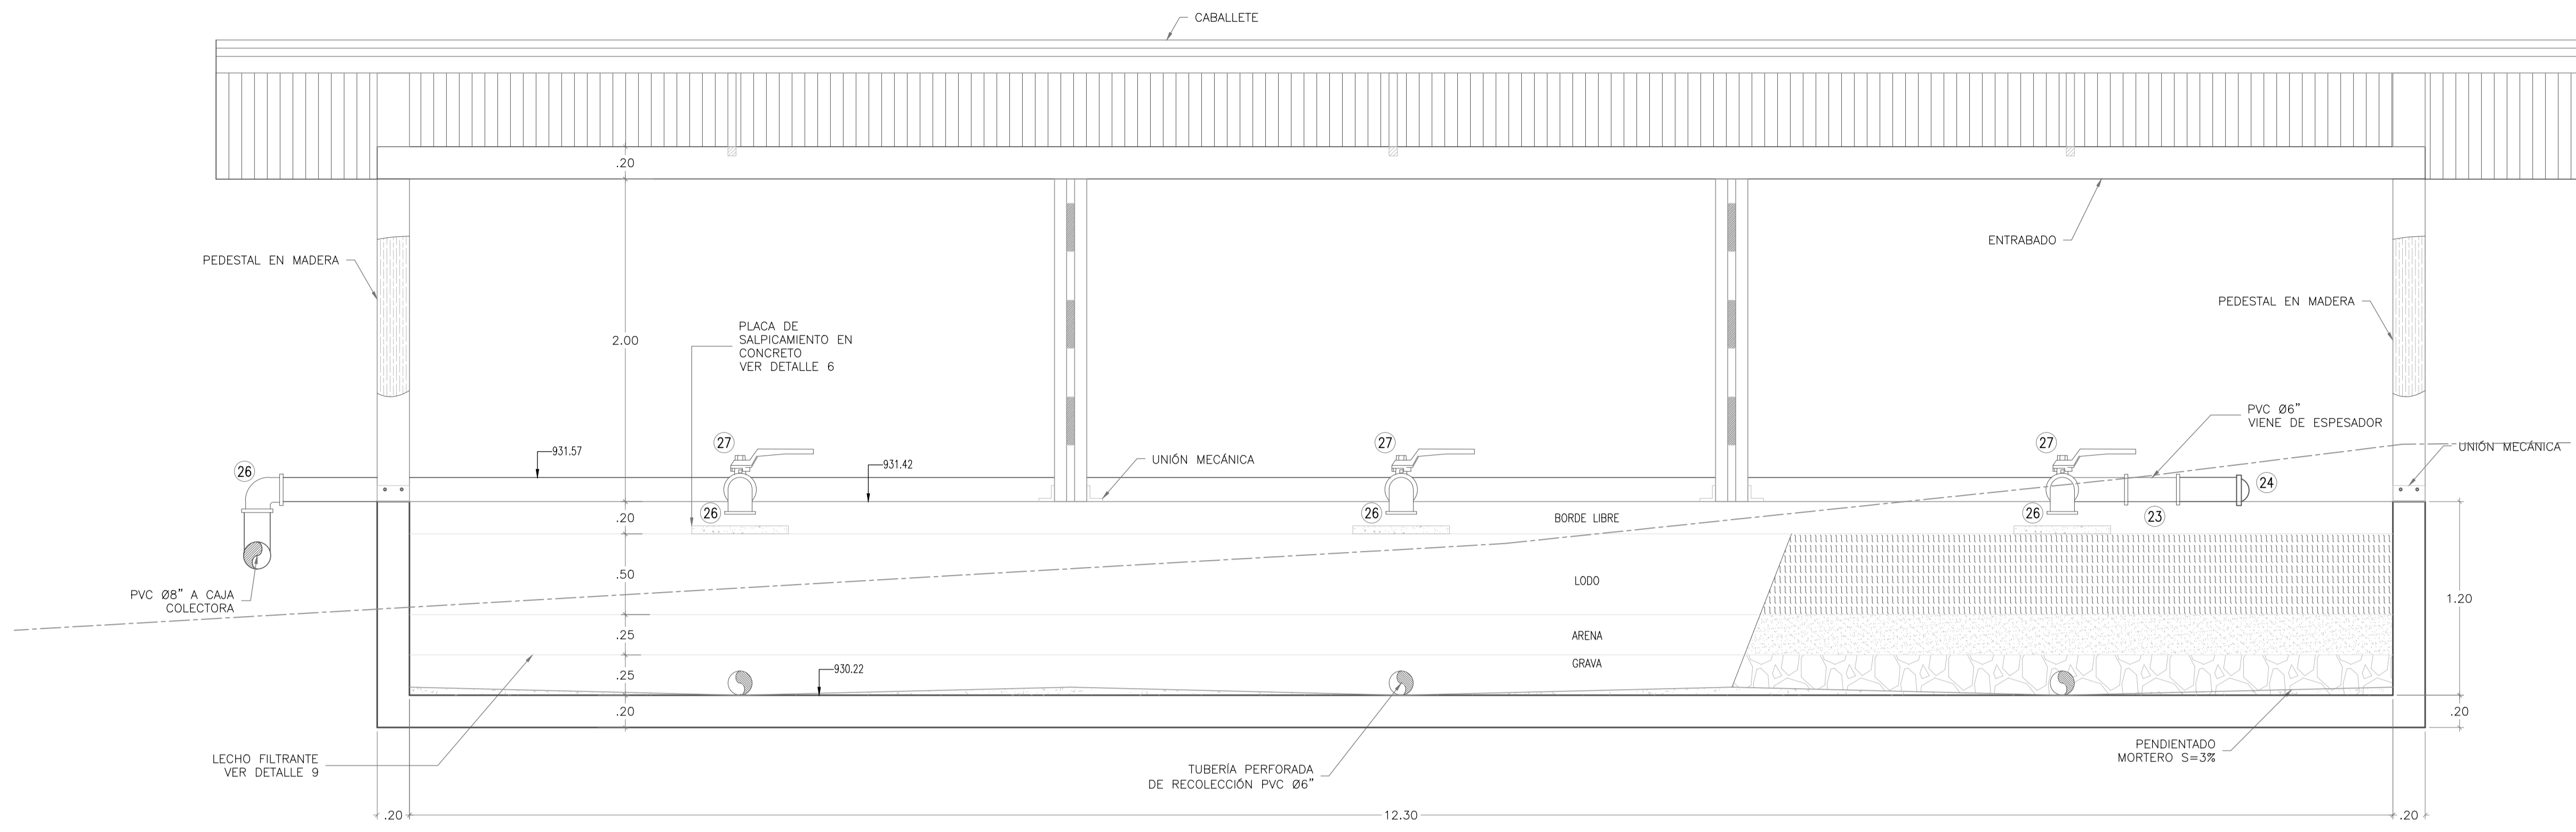 CABALLETE
.20
ENTRABADO
PEDESTAL EN MADERA
PEDESTAL EN MADERA
PLACA DE
SALPICAMIENTO EN
CONCRETO
VER DETALLE 6
2.00
PVC Ø6”
VIENE DE ESPESADOR
UNIÓN MECÁNICA
27
27
27
931.57
931.42
UNIÓN MECÁNICA
26
24
26
26
26
23
.20
BORDE LIBRE
.50
LODO
PVC Ø8” A CAJA
COLECTORA
1.20
.25
ARENA
GRAVA
.25
930.22
.20
.20
LECHO FILTRANTE
VER DETALLE 9
TUBERÍA PERFORADA
DE RECOLECCIÓN PVC Ø6”
PENDIENTADO
MORTERO S=3%
.20
12.30
.20